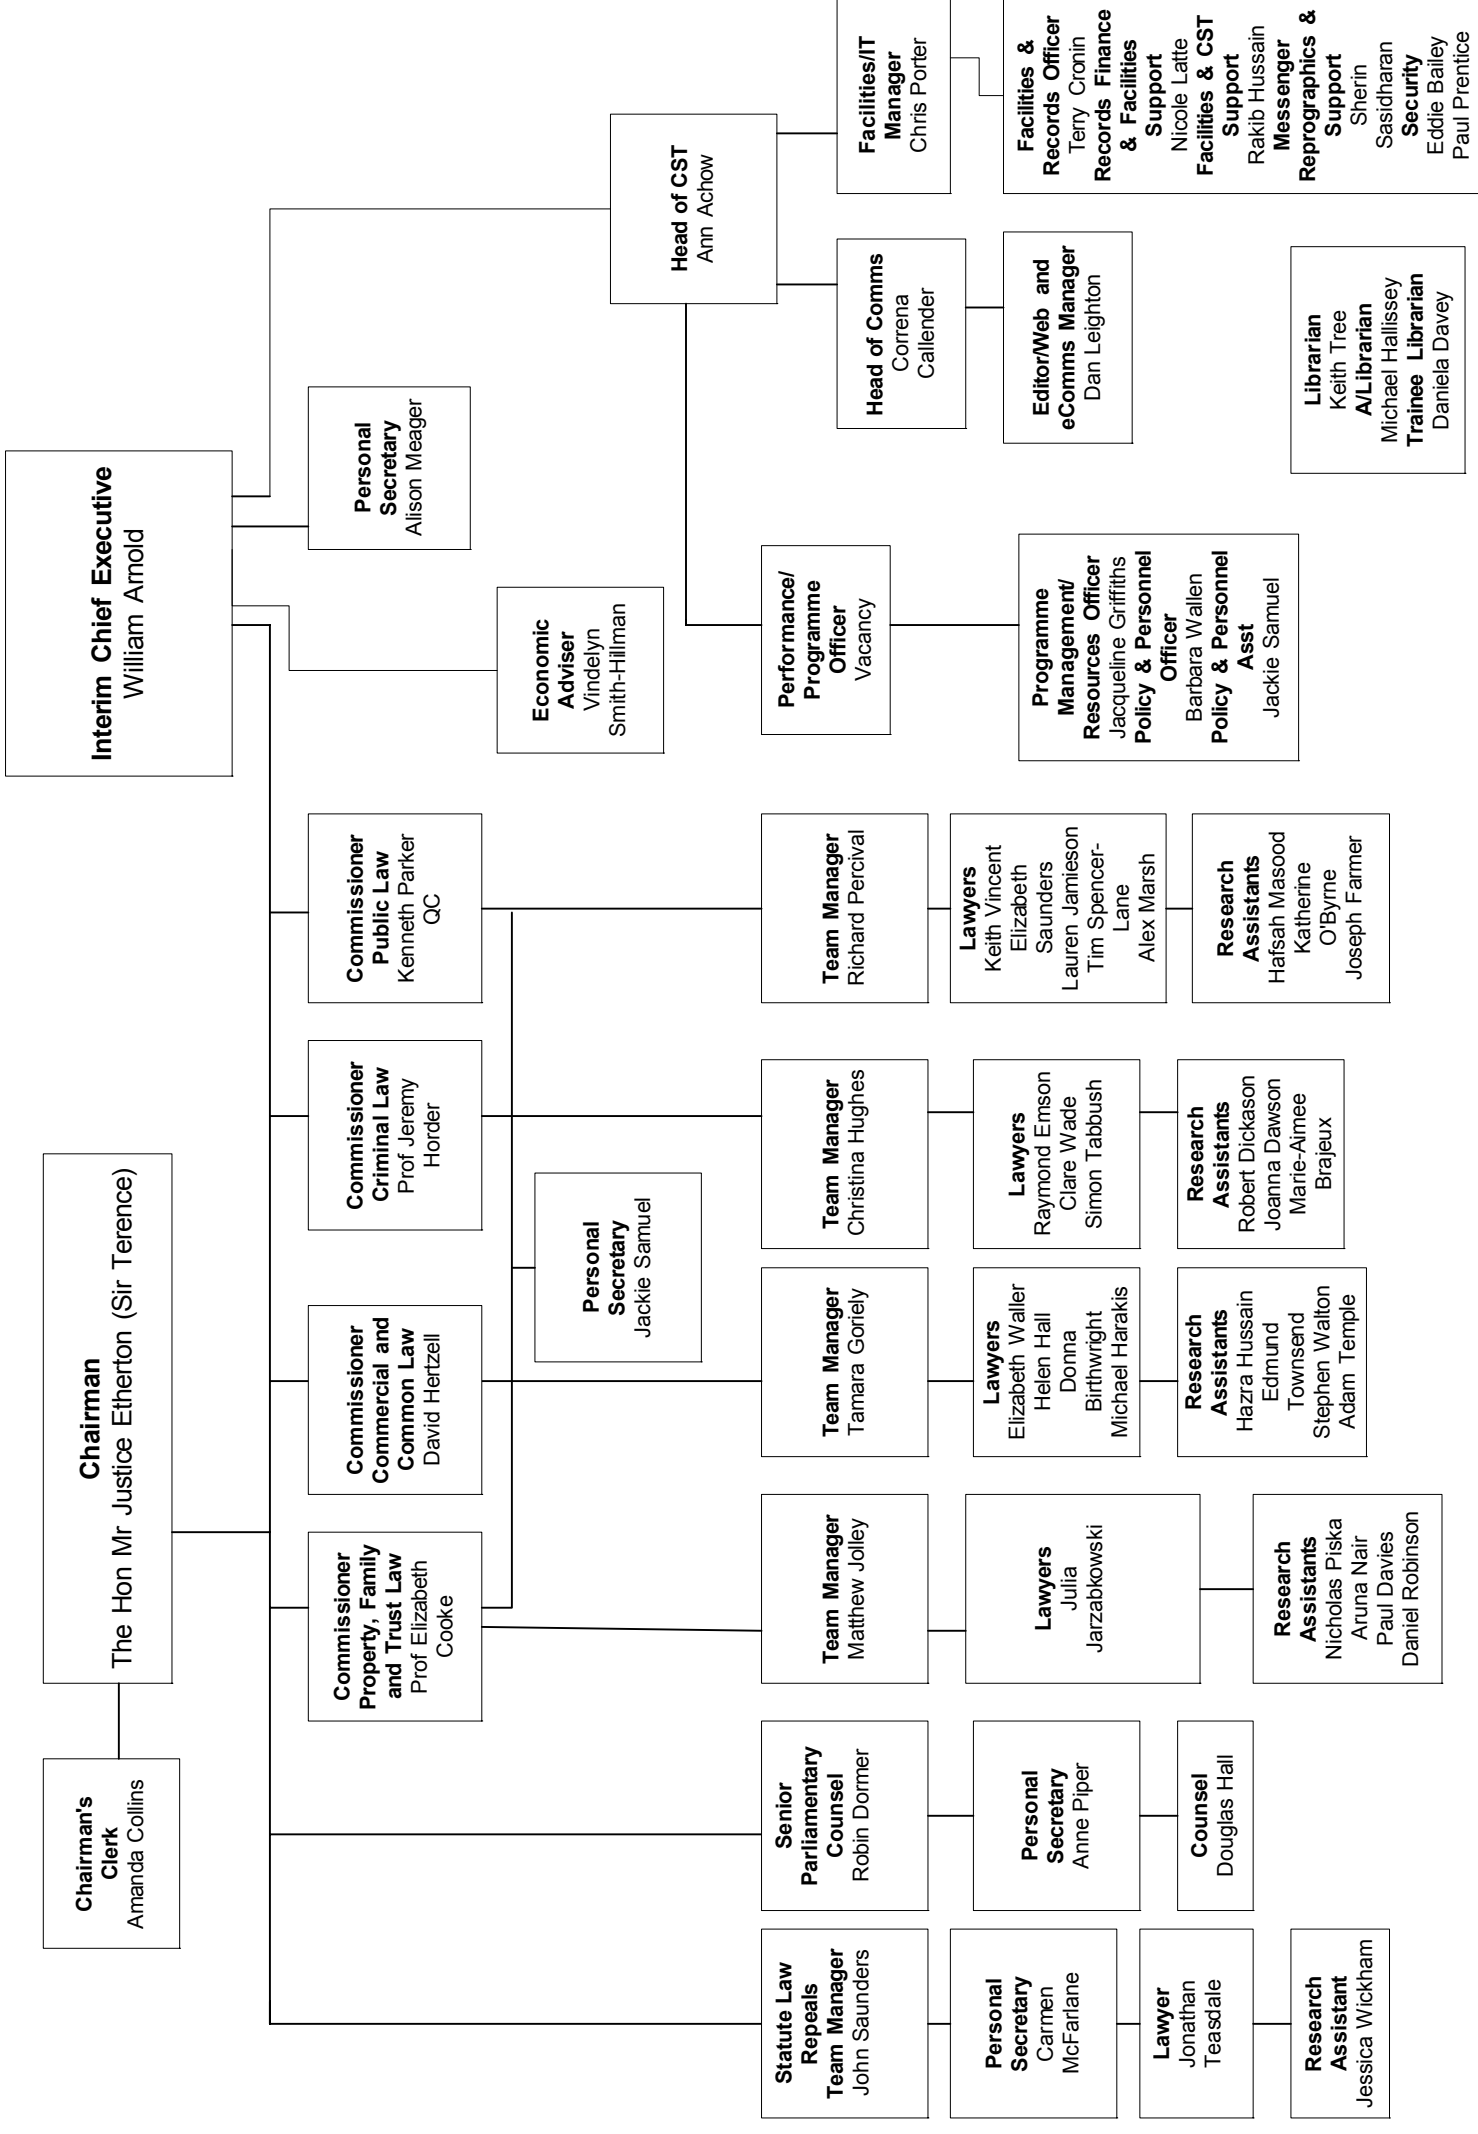 Chairman
The Hon Mr Justice Etherton (Sir Terence)
Chairman's
Clerk
Amanda Collins
Interim Chief Executive
William Arnold
Personal
Secretary
Alison Meager
Economic
Adviser
Vindelyn
Smith-Hillman
Commissioner
Property, Family
and Trust Law
Prof Elizabeth
Cooke
Commissioner
Commercial and
Common Law
David Hertzell
Commissioner
Criminal Law
Prof Jeremy
Horder
Commissioner
Public Law
Kenneth Parker
QC
Personal
Secretary
Jackie Samuel
Head of CST
Ann Achow
Statute Law
Repeals
Team Manager
John Saunders
Personal
Secretary
Carmen
McFarlane
Lawyer
Jonathan
Teasdale
Research
Assistant
Jessica Wickham
Senior
Parliamentary
Counsel
Robin Dormer
Personal
Secretary
Anne Piper
Counsel
Douglas Hall
Team Manager
Matthew Jolley
Lawyers
Julia
Jarzabkowski
Research
Assistants
Nicholas Piska
Aruna Nair
Paul Davies
Daniel Robinson
Team Manager
Tamara Goriely
Lawyers
Elizabeth Waller
Helen Hall
Donna
Birthwright
Michael Harakis
Research
Assistants
Hazra Hussain
Edmund
Townsend
Stephen Walton
Adam Temple
Team Manager
Christina Hughes
Lawyers
Raymond Emson
Clare Wade
Simon Tabbush
Research
Assistants
Robert Dickason
Joanna Dawson
Marie-Aimee
Brajeux
Team Manager
Richard Percival
Lawyers
Keith Vincent
Elizabeth
Saunders
Lauren Jamieson
Tim Spencer-
Lane
Alex Marsh
Research
Assistants
Hafsah Masood
Katherine
O'Byrne
Joseph Farmer
Performance/
Programme
Officer
Vacancy
Programme
Management/
Resources Officer
Jacqueline Griffiths
Policy & Personnel
Officer
Barbara Wallen
Policy & Personnel
Asst
Jackie Samuel
Head of Comms
Correna
Callender
Editor/Web and
eComms Manager
Dan Leighton
Librarian
Keith Tree
A/Librarian
Michael Hallissey
Trainee Librarian
Daniela Davey
Facilities/IT
Manager
Chris Porter
Facilities &
Records Officer
Terry Cronin
Records Finance
& Facilities
Support
Nicole Latte
Facilities & CST
Support
Rakib Hussain
Messenger
Reprographics &
Support
Sherin
Sasidharan
Security
Eddie Bailey
Paul Prentice